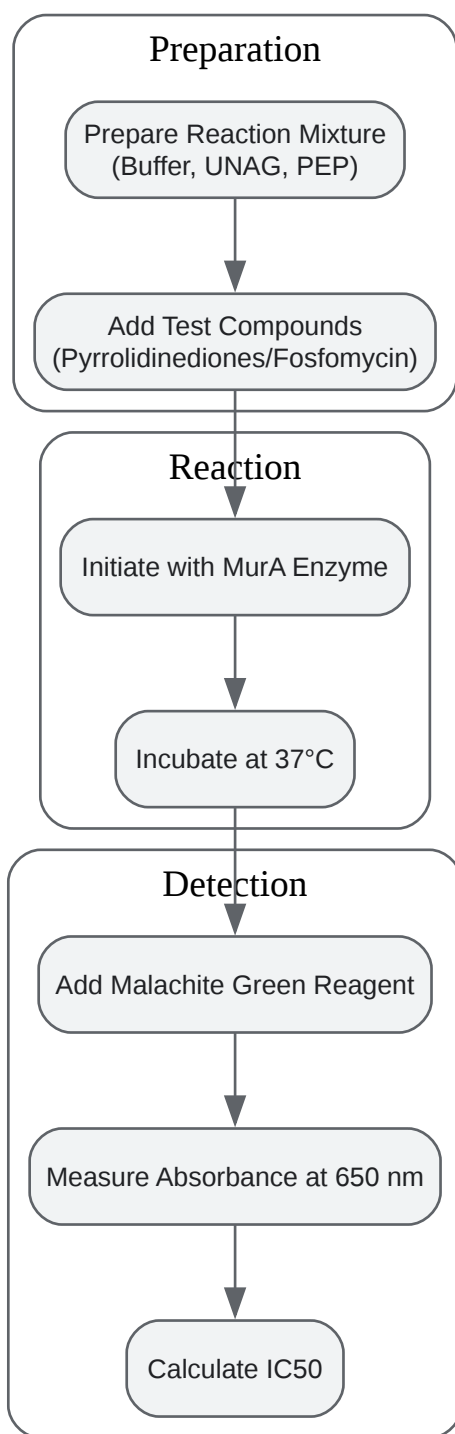 Preparation
Prepare Reaction Mixture
(Buffer, UNAG, PEP)
Add Test Compounds
(Pyrrolidinediones/Fosfomycin)
Reaction
Initiate with MurA Enzyme
Incubate at 37°C
Detection
Add Malachite Green Reagent
Measure Absorbance at 650 nm
Calculate IC50